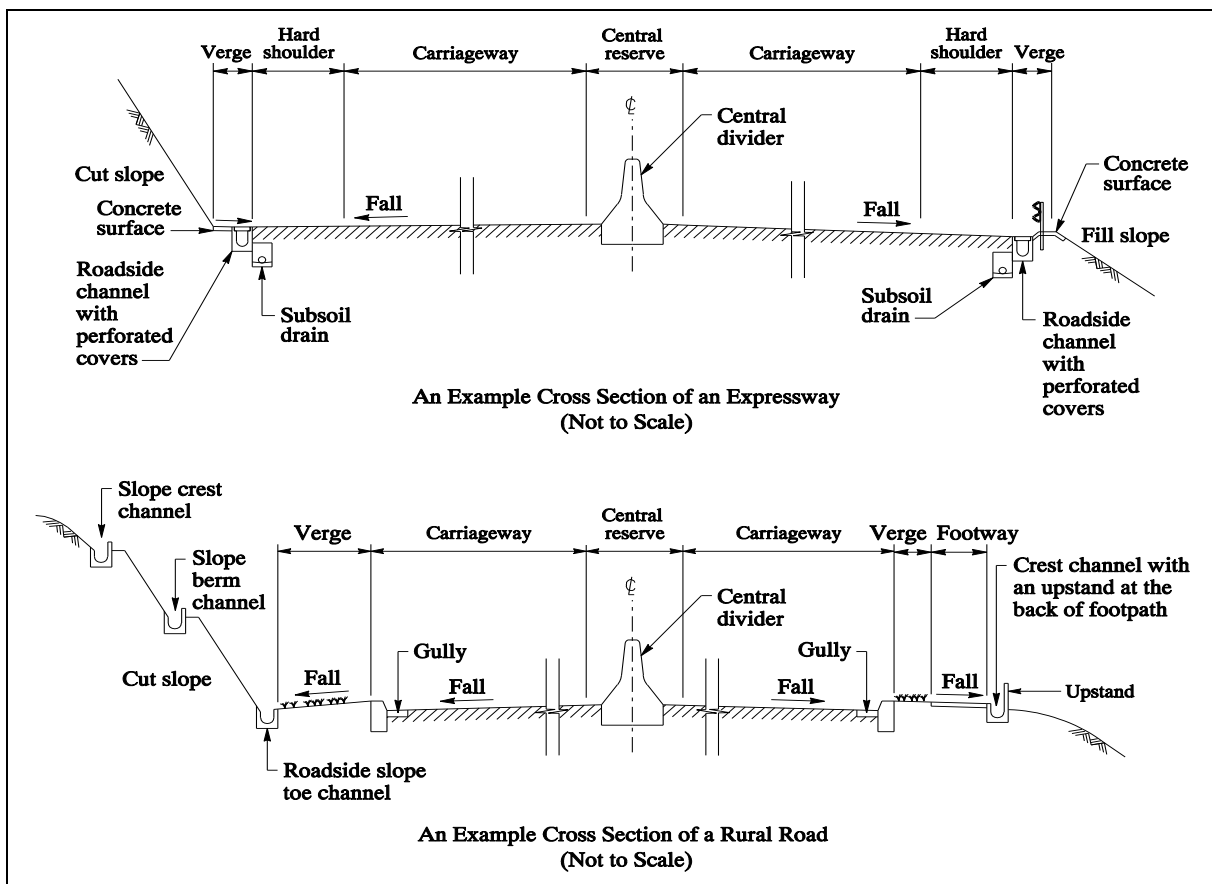 Verge
Hard
shoulder
Carriageway
Central
reserve
Carriageway
Hard
shoulder
Verge
℄
Central
divider
Cut slope
Concrete
surface
Fall
Fall
Concrete
surface
Fill slope
Roadside
channel
with
perforated
covers
Subsoil
drain
Subsoil
drain
Roadside
channel
with
perforated
covers
An Example Cross Section of an Expressway
(Not to Scale)
Slope crest
channel
Verge
Carriageway
Central
reserve
Carriageway
Verge
Footway
Slope
berm
channel
℄
Central
divider
Crest channel with
an upstand at the
back of footpath
Cut slope
Fall
Gully
Fall
Gully
Fall
Fall
Upstand
Roadside slope
toe channel
An Example Cross Section of a Rural Road
(Not to Scale)